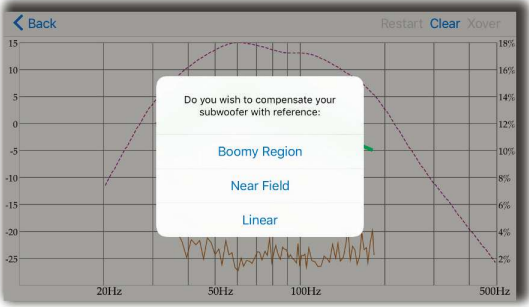 Back
Restart Clear Xover
15 18%
10 16%
5 14%
0 12%
-5 10%
-10 8%
-15 6%
-20 4%
-25 2%
Do you wish to compensate your
subwoofer with reference:
Boomy Region
Near Field
Linear
20Hz 50Hz 100Hz 500Hz